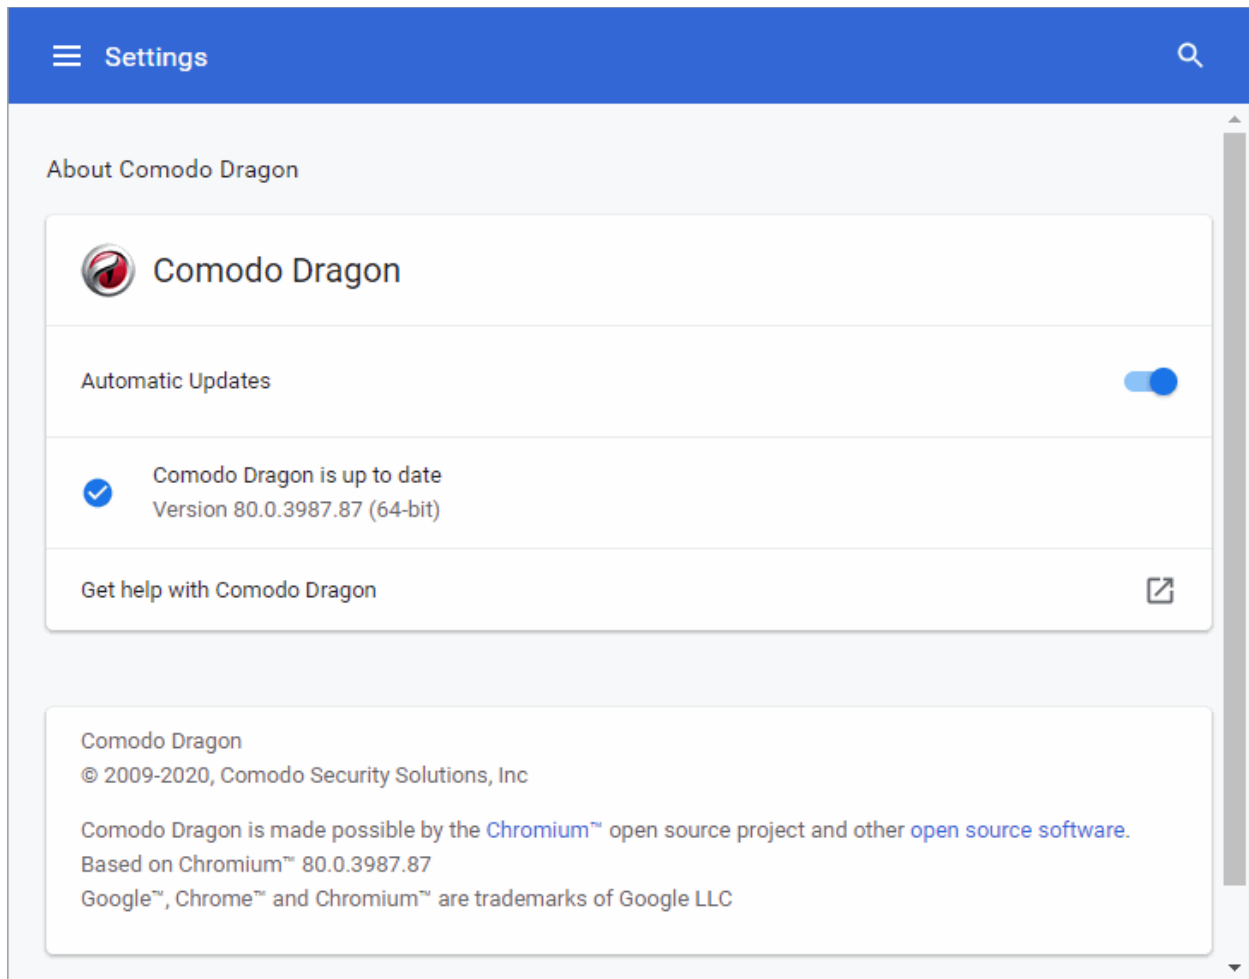 Settings
About Comodo Dragon
Comodo Dragon
Automatic Updates
Comodo Dragon is up to date
Version 80.0.3987.87 (64-bit)
Get help with Comodo Dragon
Comodo Dragon
© 2009-2020, Comodo Security Solutions, Inc
Comodo Dragon is made possible by the Chromium™ open source project and other open source software.
Based on Chromium™ 80.0.3987.87
Google™, Chrome™ and Chromium™ are trademarks of Google LLC